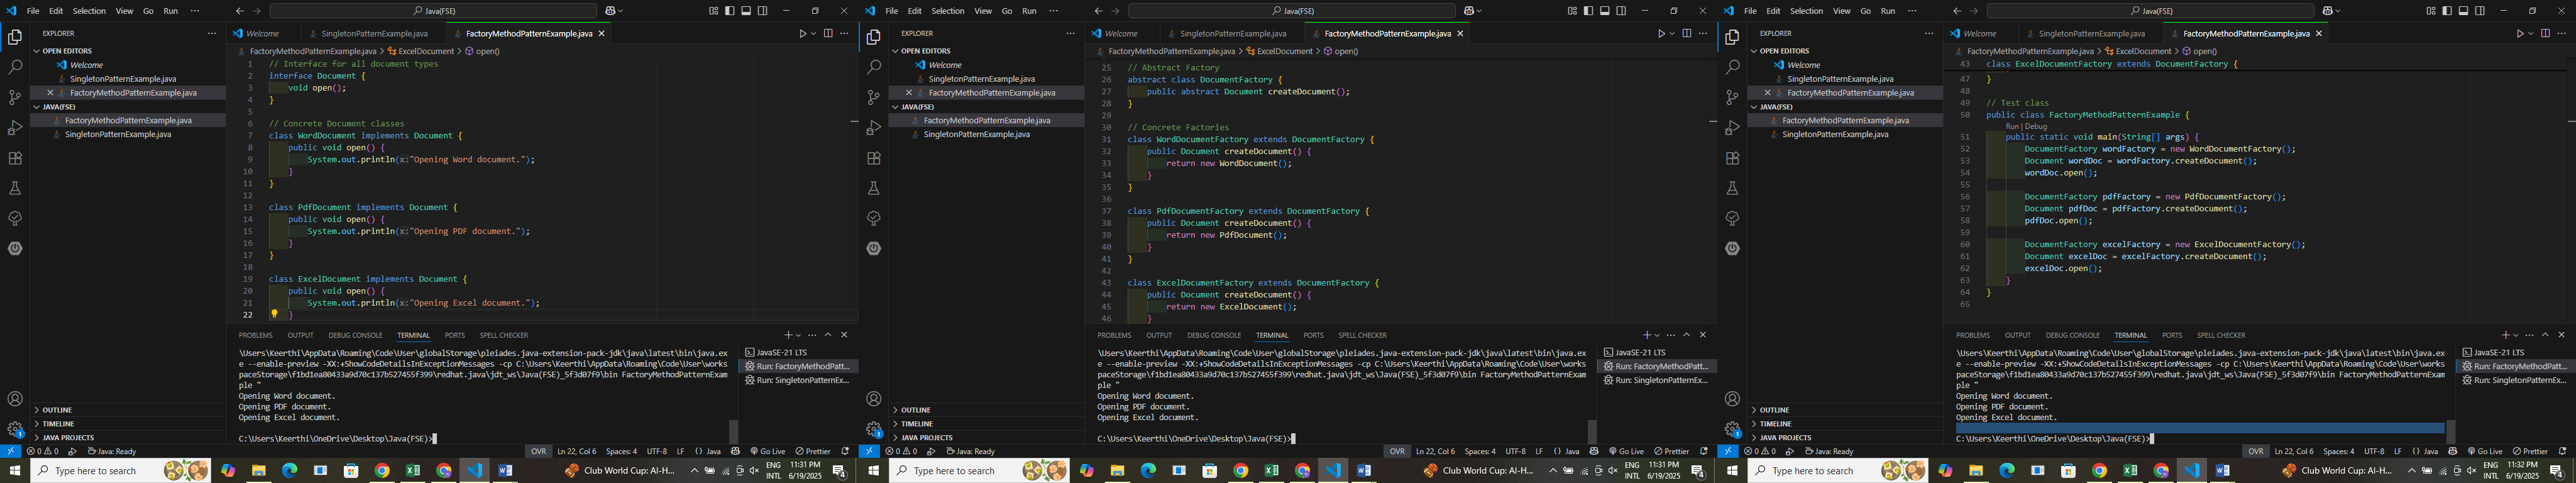 File Edit Selection View Go Run ··· Java(FSE)
EXPLORER ···
OPEN EDITORS
Welcome
SingletonPatternExample.java
FactoryMethodPatternExample.java
JAVA(FSE)
FactoryMethodPatternExample.java
SingletonPatternExample.java
OUTLINE
TIMELINE
JAVA PROJECTS
Welcome SingletonPatternExample.java FactoryMethodPatternExample.java
FactoryMethodPatternExample.java > ExcelDocument > open()
1 // Interface for all document types
2 interface Document {
3 void open();
4 }
5
6 // Concrete Document classes
7 class WordDocument implements Document {
8 public void open() {
9 System.out.println(x:"Opening Word document.");
10 }
11 }
12
13 class PdfDocument implements Document {
14 public void open() {
15 System.out.println(x:"Opening PDF document.");
16 }
17 }
18
19 class ExcelDocument implements Document {
20 public void open() {
21 System.out.println(x:"Opening Excel document.");
22 }
PROBLEMS OUTPUT DEBUG CONSOLE TERMINAL PORTS SPELL CHECKER
\Users\Keerthi\AppData\Roaming\Code\User\globalStorage\pleiades.java-extension-pack-jdk\java\latest\bin\java.ex
e --enable-preview -XX:+ShowCodeDetailsInExceptionMessages -cp C:\Users\Keerthi\AppData\Roaming\Code\User\works
paceStorage\f1bd1ea80433a9d70c137b527455f399\redhat.java\jdt_ws\Java(FSE)_5f3d07f9\bin FactoryMethodPatternExam
ple "
Opening Word document.
Opening PDF document.
Opening Excel document.
C:\Users\Keerthi\OneDrive\Desktop\Java(FSE)>
JavaSE-21 LTS
Run: FactoryMethodPatt...
Run: SingletonPatternEx...
0 0 Java: Ready OVR Ln 22, Col 6 Spaces: 4 UTF-8 LF {} Java Go Live Prettier
Type here to search Club World Cup: Al-H... ENG INTL 11:31 PM 6/19/2025 4
File Edit Selection View Go Run ··· Java(FSE)
EXPLORER ···
OPEN EDITORS
Welcome
SingletonPatternExample.java
FactoryMethodPatternExample.java
JAVA(FSE)
FactoryMethodPatternExample.java
SingletonPatternExample.java
OUTLINE
TIMELINE
JAVA PROJECTS
Welcome SingletonPatternExample.java FactoryMethodPatternExample.java
FactoryMethodPatternExample.java > ExcelDocument > open()
25 // Abstract Factory
26 abstract class DocumentFactory {
27 public abstract Document createDocument();
28 }
29
30 // Concrete Factories
31 class WordDocumentFactory extends DocumentFactory {
32 public Document createDocument() {
33 return new WordDocument();
34 }
35 }
36
37 class PdfDocumentFactory extends DocumentFactory {
38 public Document createDocument() {
39 return new PdfDocument();
40 }
41 }
42
43 class ExcelDocumentFactory extends DocumentFactory {
44 public Document createDocument() {
45 return new ExcelDocument();
46 }
PROBLEMS OUTPUT DEBUG CONSOLE TERMINAL PORTS SPELL CHECKER
\Users\Keerthi\AppData\Roaming\Code\User\globalStorage\pleiades.java-extension-pack-jdk\java\latest\bin\java.ex
e --enable-preview -XX:+ShowCodeDetailsInExceptionMessages -cp C:\Users\Keerthi\AppData\Roaming\Code\User\works
paceStorage\f1bd1ea80433a9d70c137b527455f399\redhat.java\jdt_ws\Java(FSE)_5f3d07f9\bin FactoryMethodPatternExam
ple "
Opening Word document.
Opening PDF document.
Opening Excel document.
C:\Users\Keerthi\OneDrive\Desktop\Java(FSE)>
JavaSE-21 LTS
Run: FactoryMethodPatt...
Run: SingletonPatternEx...
0 0 Java: Ready OVR Ln 22, Col 6 Spaces: 4 UTF-8 LF {} Java Go Live Prettier
Type here to search Club World Cup: Al-H... ENG INTL 11:31 PM 6/19/2025 4
File Edit Selection View Go Run ··· Java(FSE)
EXPLORER ···
OPEN EDITORS
Welcome
SingletonPatternExample.java
FactoryMethodPatternExample.java
JAVA(FSE)
FactoryMethodPatternExample.java
SingletonPatternExample.java
OUTLINE
TIMELINE
JAVA PROJECTS
Welcome SingletonPatternExample.java FactoryMethodPatternExample.java
FactoryMethodPatternExample.java > ExcelDocument > open()
43 class ExcelDocumentFactory extends DocumentFactory {
47 }
48
49 // Test class
50 public class FactoryMethodPatternExample {
Run | Debug
51 public static void main(String[] args) {
52 DocumentFactory wordFactory = new WordDocumentFactory();
53 Document wordDoc = wordFactory.createDocument();
54 wordDoc.open();
55
56 DocumentFactory pdfFactory = new PdfDocumentFactory();
57 Document pdfDoc = pdfFactory.createDocument();
58 pdfDoc.open();
59
60 DocumentFactory excelFactory = new ExcelDocumentFactory();
61 Document excelDoc = excelFactory.createDocument();
62 excelDoc.open();
63 }
64 }
65
PROBLEMS OUTPUT DEBUG CONSOLE TERMINAL PORTS SPELL CHECKER
\Users\Keerthi\AppData\Roaming\Code\User\globalStorage\pleiades.java-extension-pack-jdk\java\latest\bin\java.ex
e --enable-preview -XX:+ShowCodeDetailsInExceptionMessages -cp C:\Users\Keerthi\AppData\Roaming\Code\User\works
paceStorage\f1bd1ea80433a9d70c137b527455f399\redhat.java\jdt_ws\Java(FSE)_5f3d07f9\bin FactoryMethodPatternExam
ple "
Opening Word document.
Opening PDF document.
Opening Excel document.
C:\Users\Keerthi\OneDrive\Desktop\Java(FSE)>
JavaSE-21 LTS
Run: FactoryMethodPatt...
Run: SingletonPatternEx...
0 0 Java: Ready OVR Ln 22, Col 6 Spaces: 4 UTF-8 LF {} Java Go Live Prettier
Type here to search Club World Cup: Al-H... ENG INTL 11:32 PM 6/19/2025 4